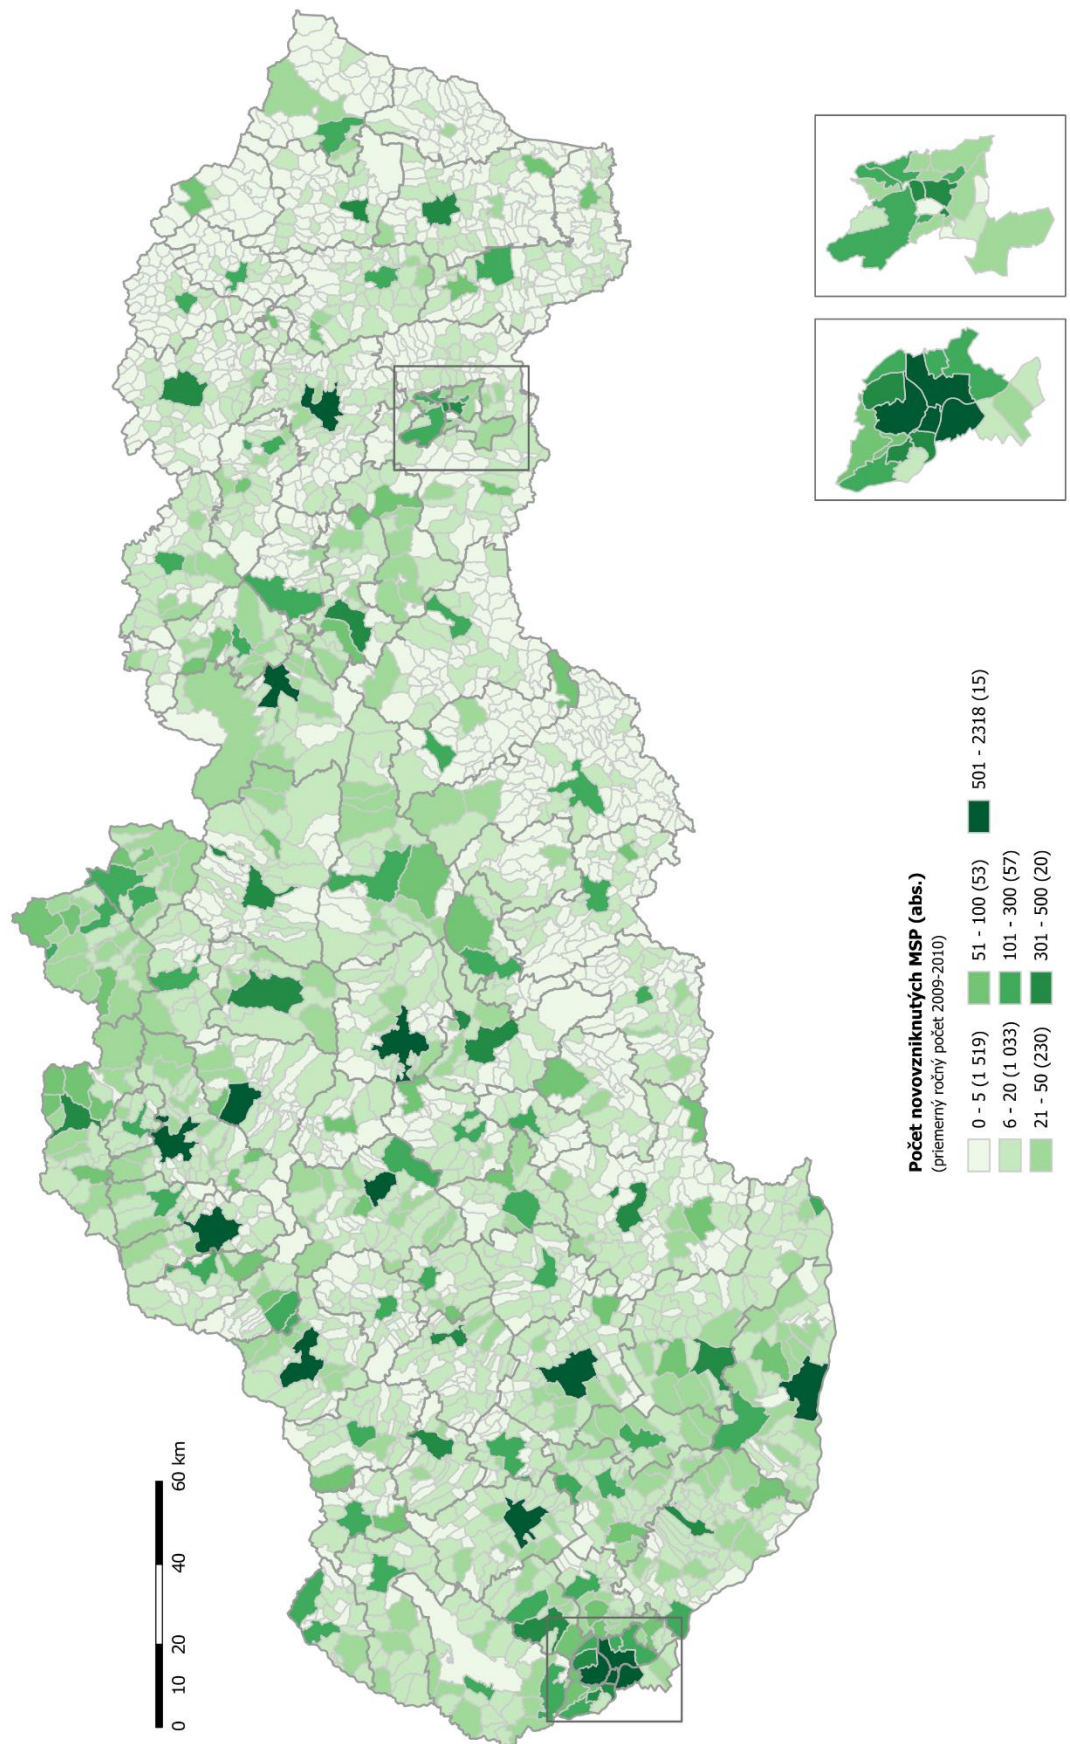 0 10 20 40 60 km
Počet novovzniknutých MSP (abs.)
(priemerný ročný počet 2009-2010)
0 - 5 (1 519)
6 - 20 (1 033)
21 - 50 (230)
51 - 100 (53)
101 - 300 (57)
301 - 500 (20)
501 - 2318 (15)